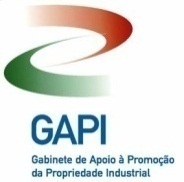 GAPI
Gabinete de Apoio à Promoção
da Propriedade Industrial